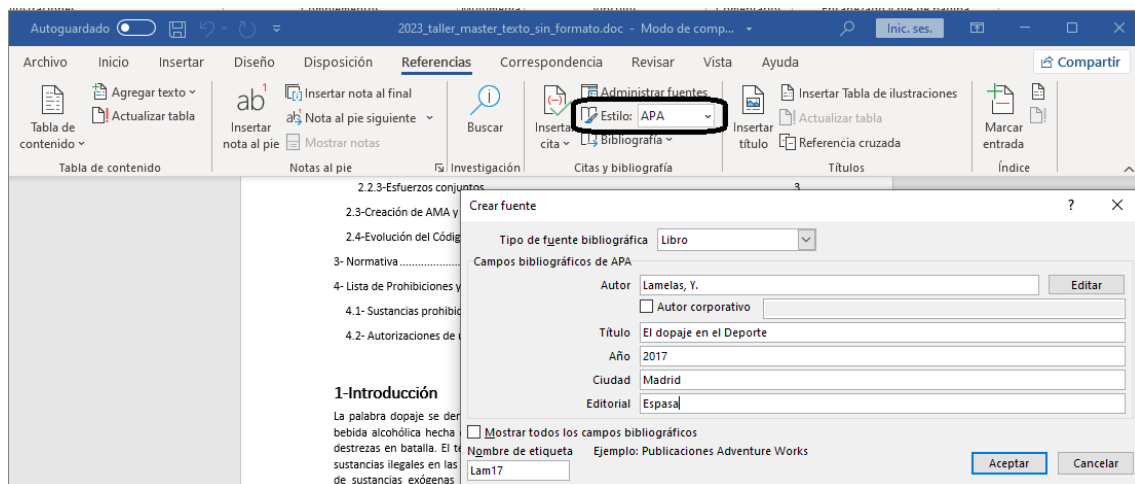 Autoguardado
2023_taller_master_texto_sin_formato.doc - Modo de comp...
Inic. ses.
Archivo Inicio Insertar Diseño Disposición Referencias Correspondencia Revisar Vista Ayuda Compartir
Tabla de contenido
Agregar texto
Actualizar tabla
Tabla de contenido
ab1
Insertar nota al pie
Insertar nota al final
Nota al pie siguiente
Mostrar notas
Notas al pie
Buscar
Investigación
Insertar cita
Administrar fuentes
Estilo: APA
Bibliografía
Citas y bibliografía
Insertar título
Insertar Tabla de ilustraciones
Actualizar tabla
Referencia cruzada
Títulos
Marcar entrada
Índice
2.2.3-Esfuerzos conjuntos 3
2.3-Creación de AMA y
2.4-Evolución del Códig
3- Normativa
4- Lista de Prohibiciones y
4.1- Sustancias prohibic
4.2- Autorizaciones de
1-Introducción
La palabra dopaje se der
bebida alcohólica hecha
destrezas en batalla. El té
sustancias ilegales en las
de sustancias exógenas
Crear fuente ? X
Tipo de fuente bibliográfica Libro
Campos bibliográficos de APA
Autor Lamelas, Y. Editar
Autor corporativo
Título El dopaje en el Deporte
Año 2017
Ciudad Madrid
Editorial Espasa
Mostrar todos los campos bibliográficos
Nombre de etiqueta Ejemplo: Publicaciones Adventure Works
Lam17
Aceptar Cancelar